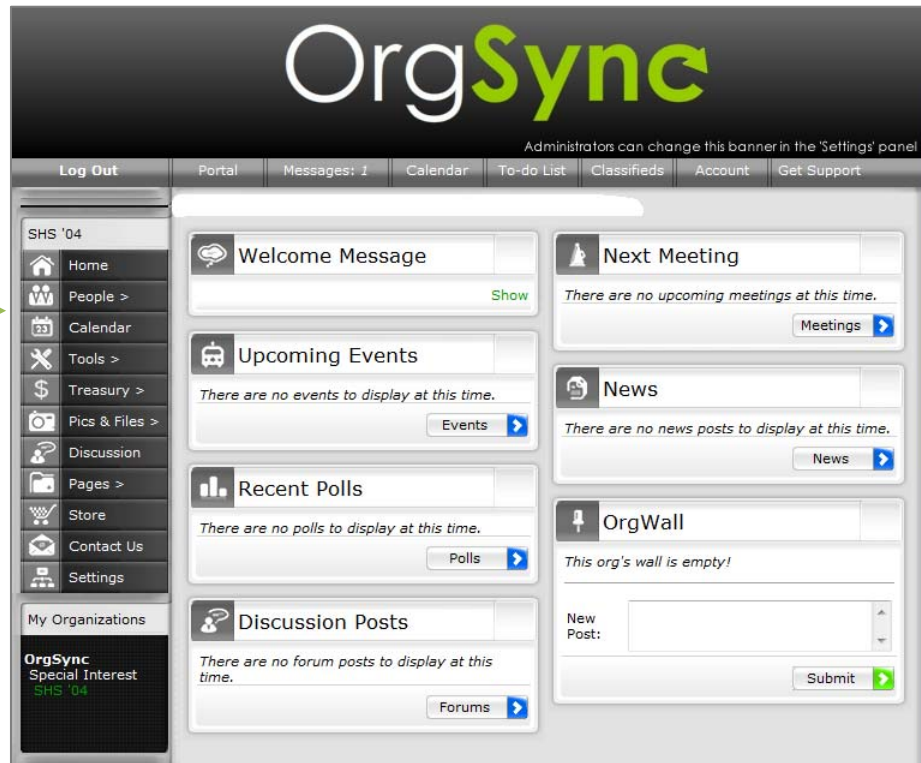 OrgSync
Administrators can change this banner in the 'Settings' panel
Log Out Portal Messages: 1 Calendar To-do List Classifieds Account Get Support
SHS '04
Home
People >
23
Calendar
Tools >
$
Treasury >
Pics & Files >
Discussion
Pages >
Store
Contact Us
Settings
My Organizations
OrgSync
Special Interest
SHS '04
Welcome Message
Show
Upcoming Events
There are no events to display at this time.
Events
Recent Polls
There are no polls to display at this time.
Polls
Discussion Posts
There are no forum posts to display at this
time.
Forums
Next Meeting
There are no upcoming meetings at this time.
Meetings
News
There are no news posts to display at this time.
News
OrgWall
This org's wall is empty!
New
Post:
Submit